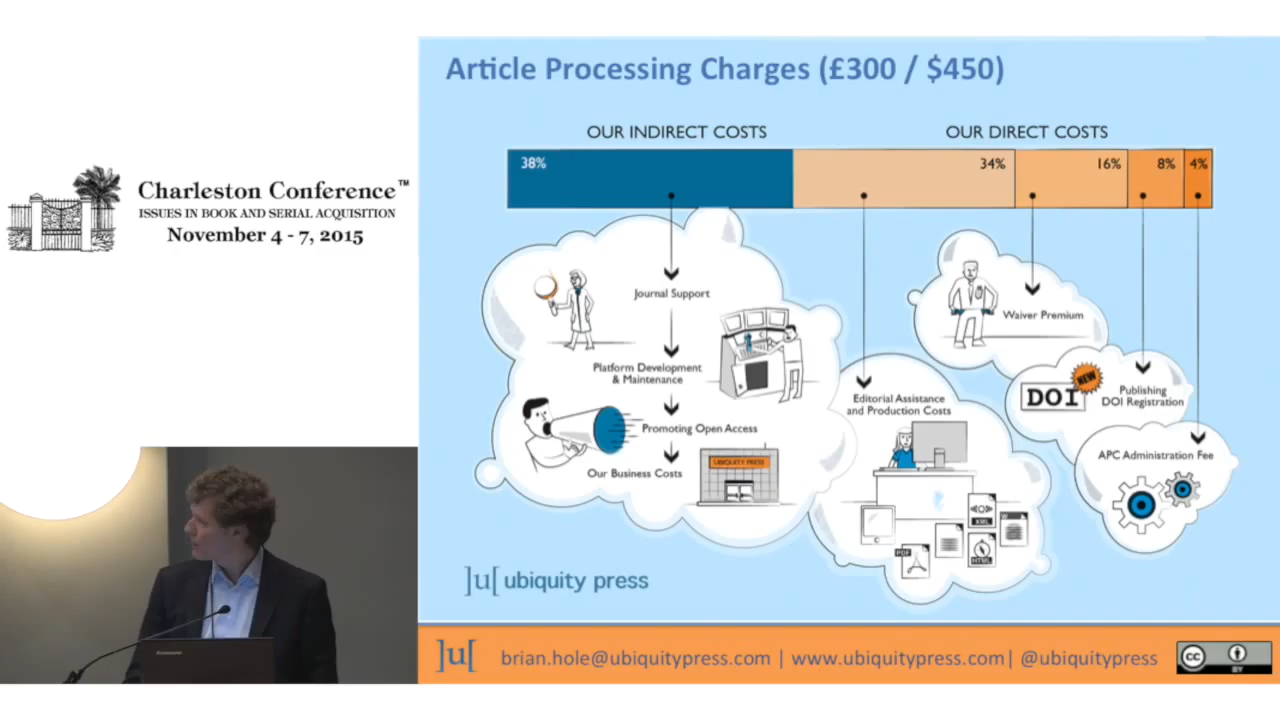 Charleston Conference™
ISSUES IN BOOK AND SERIAL ACQUISITION
November 4 - 7, 2015
Article Processing Charges (£300 / $450)
OUR INDIRECT COSTS
OUR DIRECT COSTS
38%
34%
16%
8%
4%
Journal Support
Platform Development
& Maintenance
Promoting Open Access
Our Business Costs
UBIQUITY PRESS
Editorial Assistance
and Production Costs
PDF
XML
HTML
Waiver Premium
DOI
NEW
Publishing
DOI Registration
APC Administration Fee
]u[ ubiquity press
]u[ brian.hole@ubiquitypress.com | www.ubiquitypress.com| @ubiquitypress
cc
BY